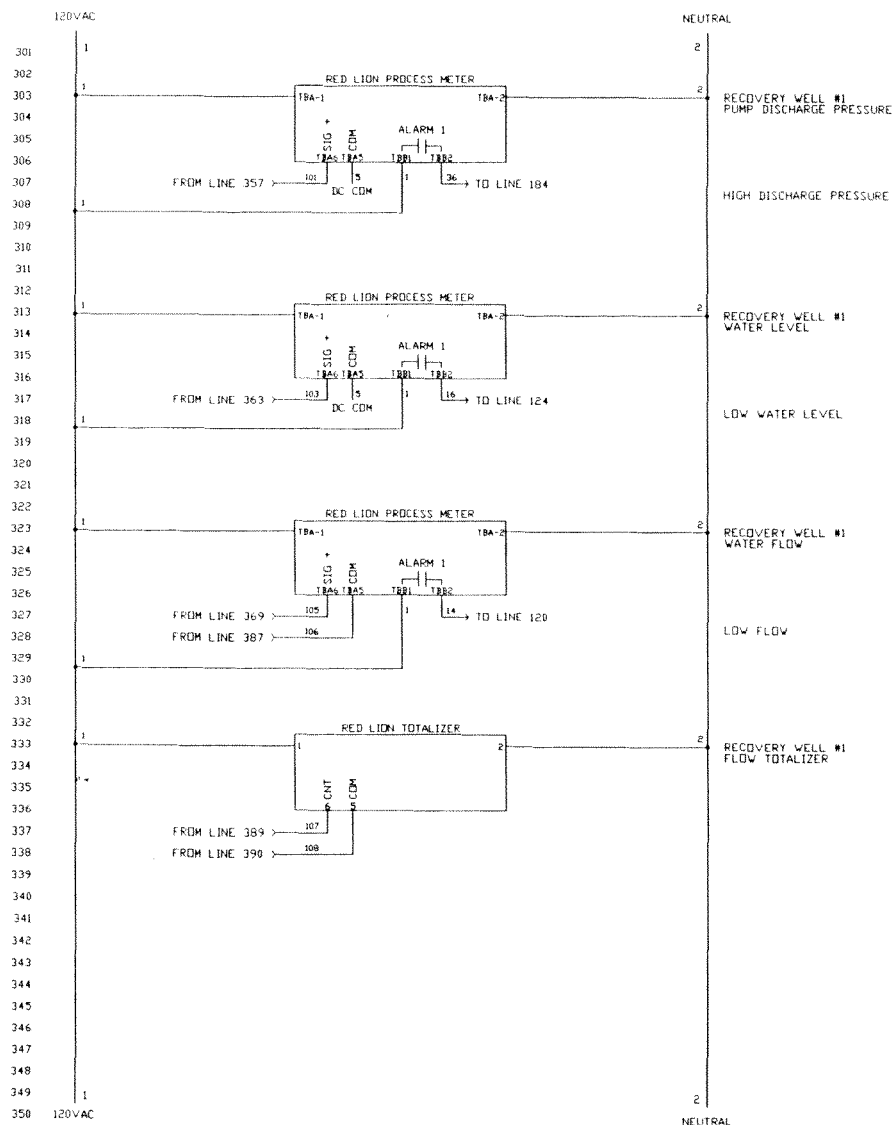 120VAC NEUTRAL
301 1 2
302 RED LION PROCESS METER
303 1 TBA-1 TBA-2 2 RECOVERY WELL #1
PUMP DISCHARGE PRESSURE
304
305 SIG + COM ALARM 1
306 TBA6 TBA5 TBB1 TBB2
307 FROM LINE 357 101 5 1 36 TO LINE 184
DC COM HIGH DISCHARGE PRESSURE
308 1
309
310
311
312 RED LION PROCESS METER
313 1 TBA-1 TBA-2 2 RECOVERY WELL #1
314 WATER LEVEL
315 SIG + COM ALARM 1
316 TBA6 TBA5 TBB1 TBB2
317 FROM LINE 363 103 5 1 16 TO LINE 124
DC COM LOW WATER LEVEL
318 1
319
320
321
322 RED LION PROCESS METER
323 1 TBA-1 TBA-2 2 RECOVERY WELL #1
324 WATER FLOW
325 SIG + COM ALARM 1
326 TBA6 TBA5 TBB1 TBB2
327 FROM LINE 369 105 1 14 TO LINE 120
328 FROM LINE 387 106 LOW FLOW
329 1
330
331
332 RED LION TOTALIZER
333 1 1 2 2 RECOVERY WELL #1
334 FLOW TOTALIZER
335 CNT COM
336 6 5
337 FROM LINE 389 107
338 FROM LINE 390 108
339
340
341
342
343
344
345
346
347
348
349 1 2
350 120VAC NEUTRAL